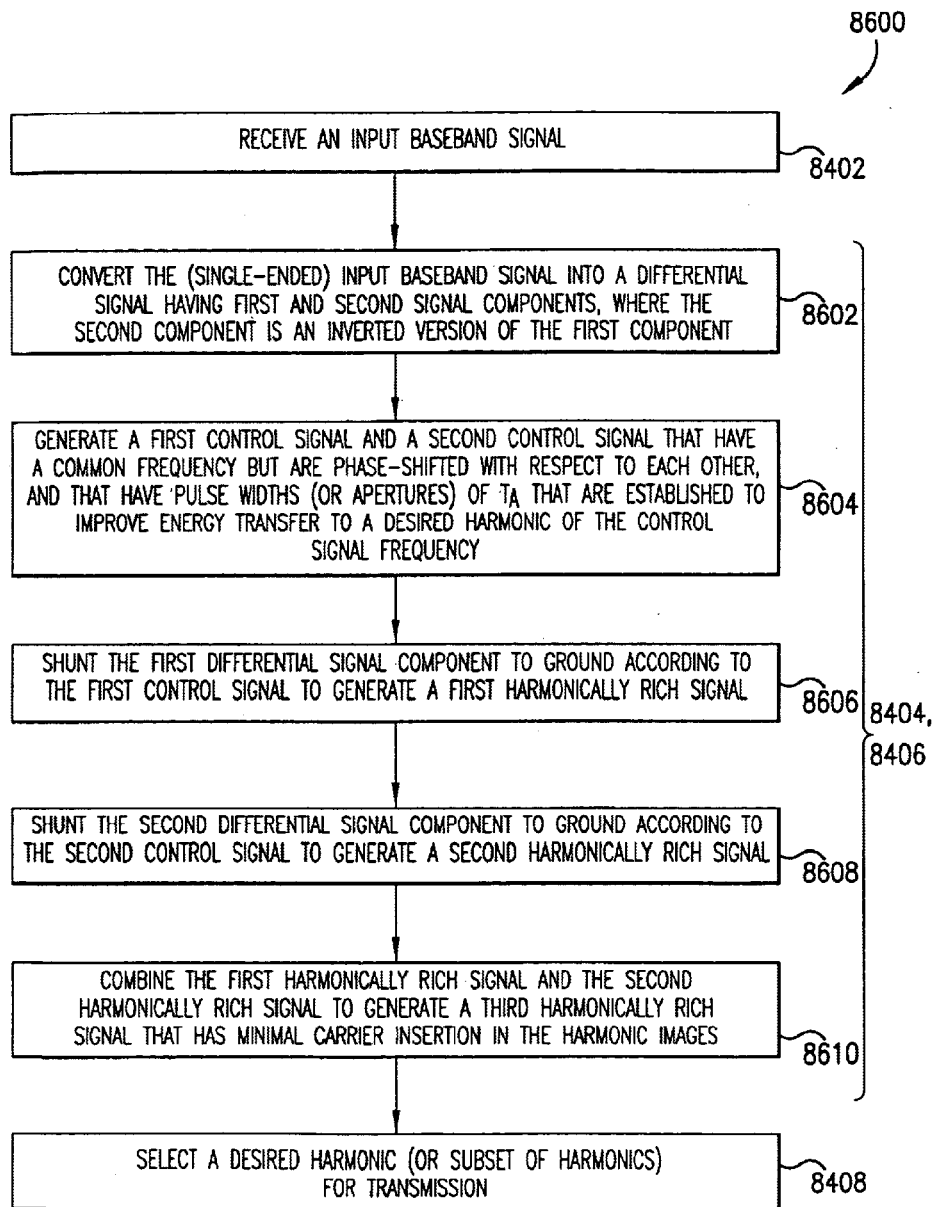 8600
RECEIVE AN INPUT BASEBAND SIGNAL
8402
CONVERT THE (SINGLE-ENDED) INPUT BASEBAND SIGNAL INTO A DIFFERENTIAL
SIGNAL HAVING FIRST AND SECOND SIGNAL COMPONENTS, WHERE THE
SECOND COMPONENT IS AN INVERTED VERSION OF THE FIRST COMPONENT
8602
GENERATE A FIRST CONTROL SIGNAL AND A SECOND CONTROL SIGNAL THAT HAVE
A COMMON FREQUENCY BUT ARE PHASE-SHIFTED WITH RESPECT TO EACH OTHER,
AND THAT HAVE PULSE WIDTHS (OR APERTURES) OF TA THAT ARE ESTABLISHED TO
IMPROVE ENERGY TRANSFER TO A DESIRED HARMONIC OF THE CONTROL
SIGNAL FREQUENCY
8604
SHUNT THE FIRST DIFFERENTIAL SIGNAL COMPONENT TO GROUND ACCORDING TO
THE FIRST CONTROL SIGNAL TO GENERATE A FIRST HARMONICALLY RICH SIGNAL
8606
8404,
8406
SHUNT THE SECOND DIFFERENTIAL SIGNAL COMPONENT TO GROUND ACCORDING TO
THE SECOND CONTROL SIGNAL TO GENERATE A SECOND HARMONICALLY RICH SIGNAL
8608
COMBINE THE FIRST HARMONICALLY RICH SIGNAL AND THE SECOND
HARMONICALLY RICH SIGNAL TO GENERATE A THIRD HARMONICALLY RICH
SIGNAL THAT HAS MINIMAL CARRIER INSERTION IN THE HARMONIC IMAGES
8610
SELECT A DESIRED HARMONIC (OR SUBSET OF HARMONICS)
FOR TRANSMISSION
8408